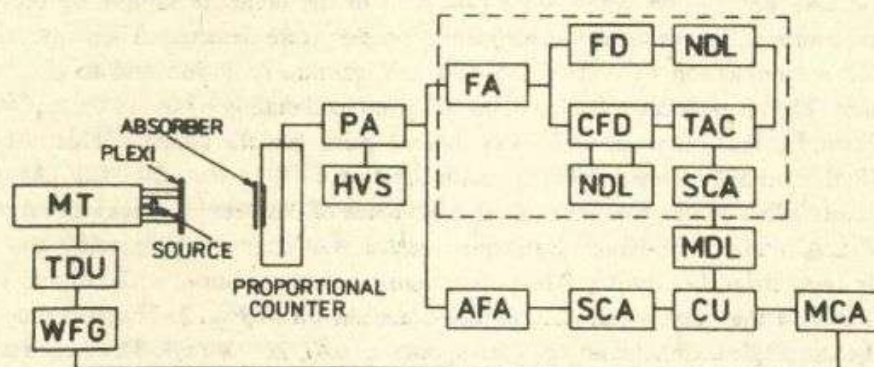 FD NDL
FA
ABSORBER
PLEXI
PA
CFD TAC
HVS
NDL SCA
MT
SOURCE
TDU
MDL
PROPORTIONAL
COUNTER
WFG
AFA SCA CU MCA